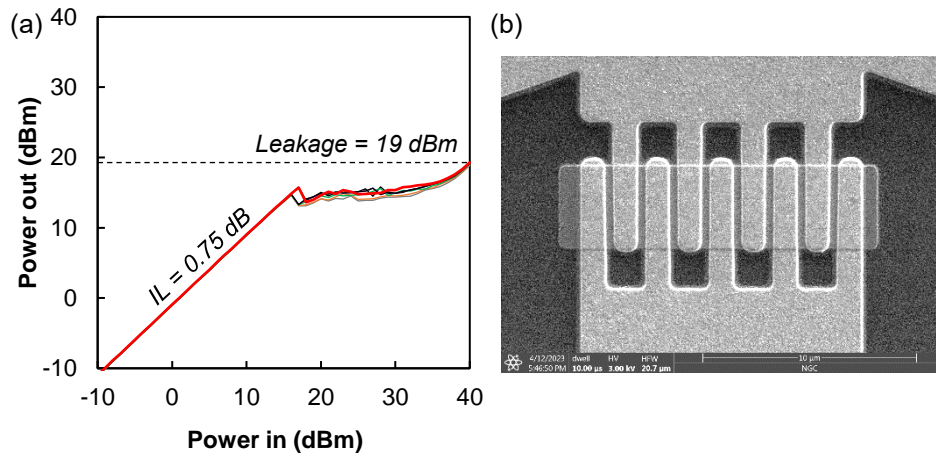 (a)
40
30
20
10
0
-10
Power out (dBm)
Leakage = 19 dBm
IL = 0.75 dB
-10 0 10 20 30 40
Power in (dBm)
(b)
4/12/2023 dwell HV HFW 10 µm
5:46:50 PM 10.00 µs 3.00 kV 20.7 µm NGC